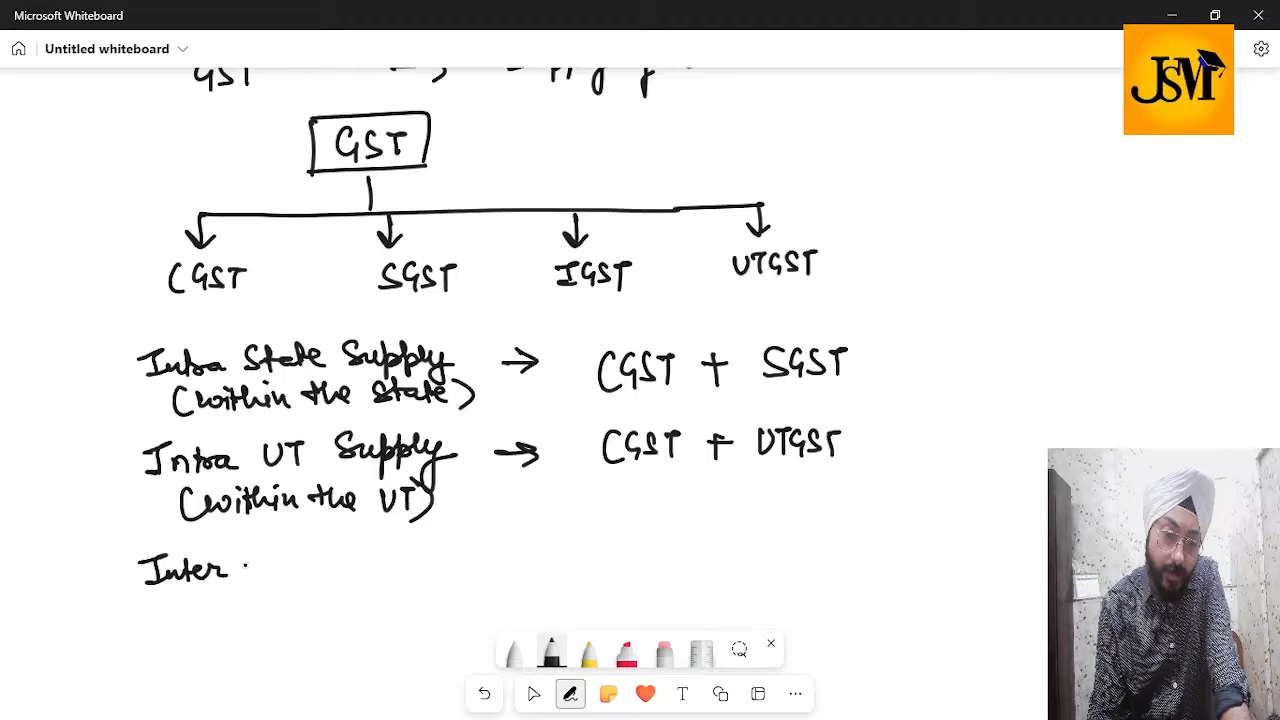 Microsoft Whiteboard
Untitled whiteboard
JSM
GST
GST
CGST SGST IGST UTGST
Intra State Supply → CGST + SGST
(within the State)
Intra UT Supply → CGST + UTGST
(within the UT)
Inter